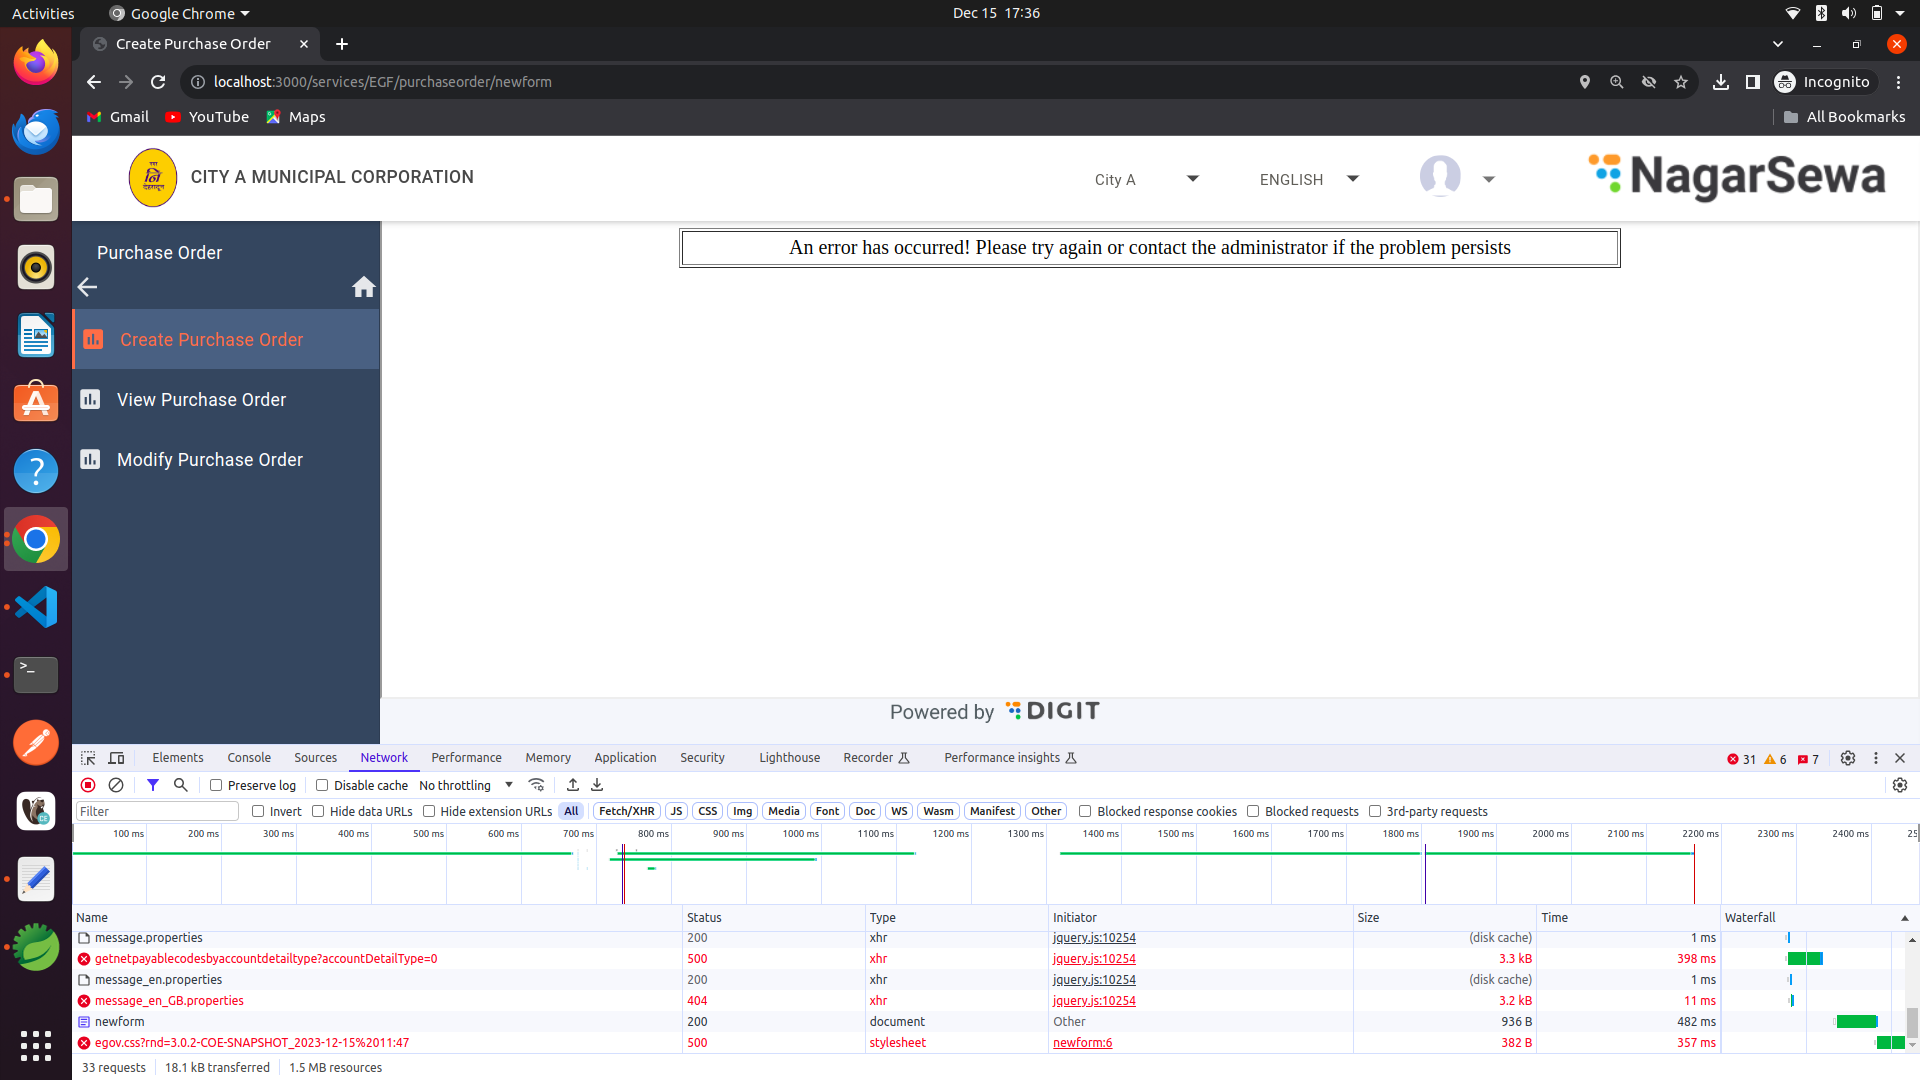 Activities
Google Chrome
Dec 15 17:36
Create Purchase Order
localhost:3000/services/EGF/purchaseorder/newform
Incognito
Gmail
YouTube
Maps
All Bookmarks
CITY A MUNICIPAL CORPORATION
City A
ENGLISH
NagarSewa
Purchase Order
Create Purchase Order
View Purchase Order
Modify Purchase Order
An error has occurred! Please try again or contact the administrator if the problem persists
Powered by DIGIT
Elements Console Sources Network Performance Memory Application Security Lighthouse Recorder Performance insights 31 6 7
Preserve log Disable cache No throttling
Filter Invert Hide data URLs Hide extension URLs All Fetch/XHR JS CSS Img Media Font Doc WS Wasm Manifest Other Blocked response cookies Blocked requests 3rd-party requests
100 ms 200 ms 300 ms 400 ms 500 ms 600 ms 700 ms 800 ms 900 ms 1000 ms 1100 ms 1200 ms 1300 ms 1400 ms 1500 ms 1600 ms 1700 ms 1800 ms 1900 ms 2000 ms 2100 ms 2200 ms 2300 ms 2400 ms 25
Name Status Type Initiator Size Time Waterfall
message.properties 200 xhr jquery.js:10254 (disk cache) 1 ms
getnetpayablecodesbyaccountdetailtype?accountDetailType=0 500 xhr jquery.js:10254 3.3 kB 398 ms
message_en.properties 200 xhr jquery.js:10254 (disk cache) 1 ms
message_en_GB.properties 404 xhr jquery.js:10254 3.2 kB 11 ms
newform 200 document Other 936 B 482 ms
egov.css?rnd=3.0.2-COE-SNAPSHOT_2023-12-15%2011:47 500 stylesheet newform:6 382 B 357 ms
33 requests 18.1 kB transferred 1.5 MB resources